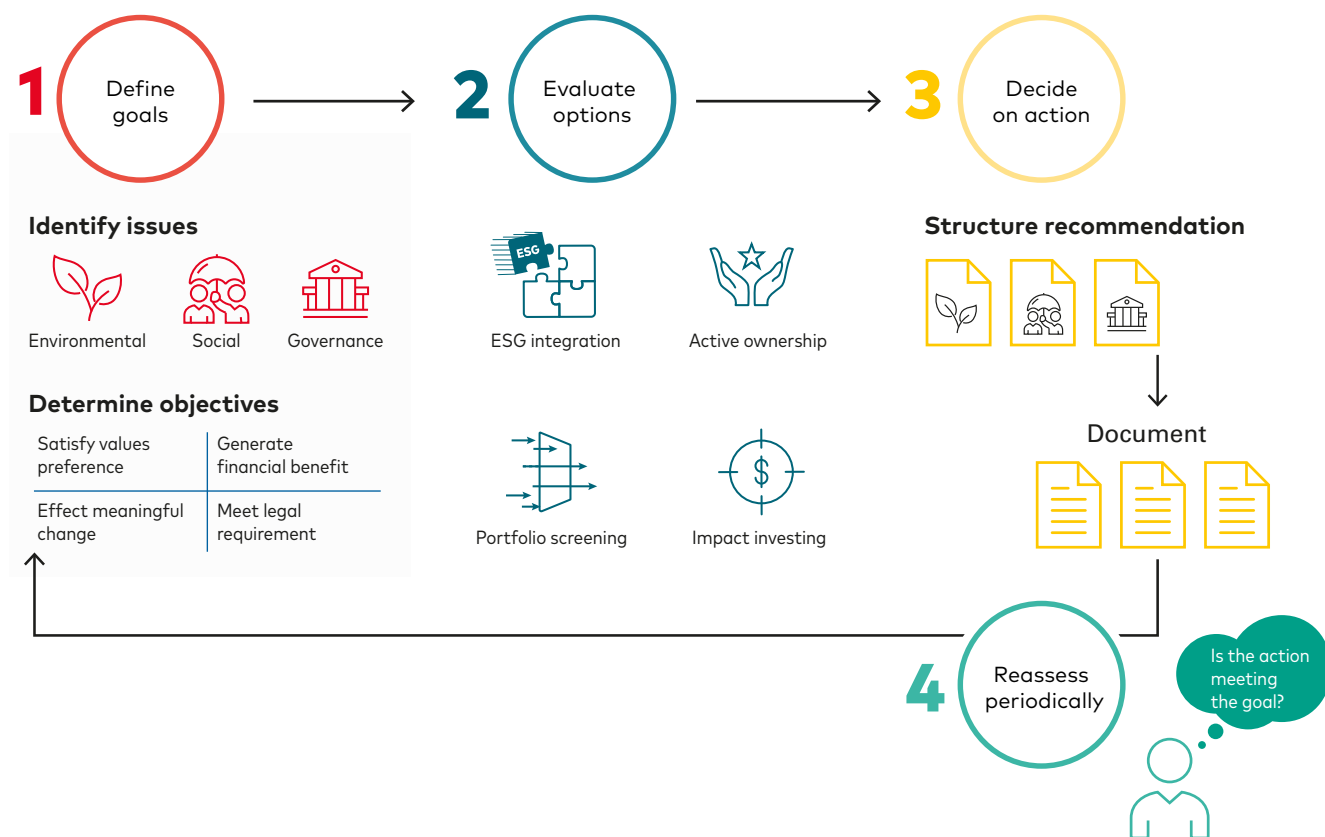 1
Define
goals
2
Evaluate
options
3
Decide
on action
Identify issues
Environmental
Social
Governance
Determine objectives
Satisfy values
preference
Generate
financial benefit
Effect meaningful
change
Meet legal
requirement
ESG
ESG integration
Active ownership
$
Portfolio screening
Impact investing
Structure recommendation
Document
4
Reassess
periodically
Is the action
meeting
the goal?